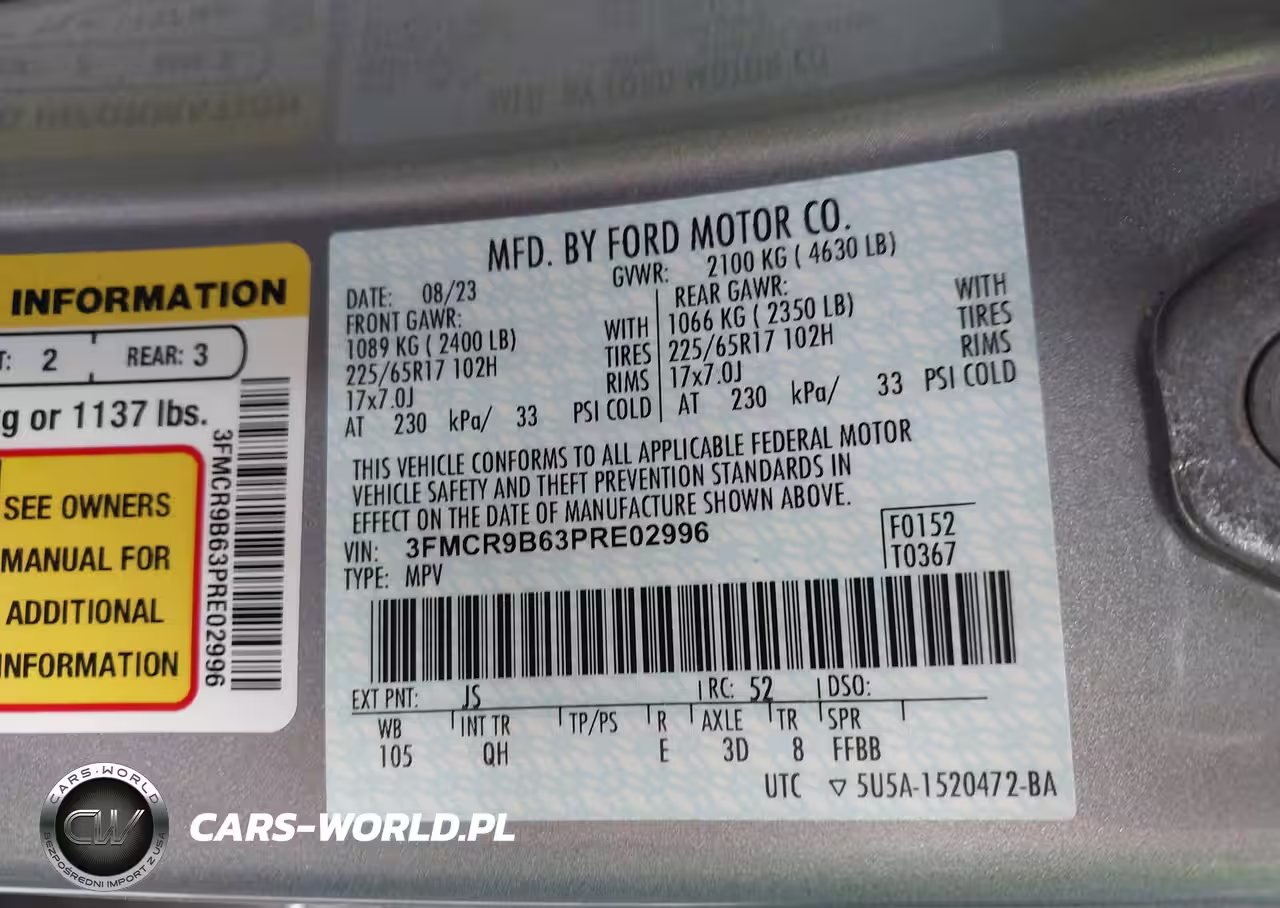 INFORMATION
2
REAR: 3
g or 1137 lbs.
SEE OWNERS
MANUAL FOR
ADDITIONAL
INFORMATION
3FMCR9B63PRE02996
MFD. BY FORD MOTOR CO.
DATE: 08/23 GVWR: 2100 KG ( 4630 LB)
FRONT GAWR: REAR GAWR:
1089 KG ( 2400 LB) WITH 1066 KG ( 2350 LB) WITH
225/65R17 102H TIRES 225/65R17 102H TIRES
17x7.0J RIMS 17x7.0J RIMS
AT 230 kPa/ 33 PSI COLD AT 230 kPa/ 33 PSI COLD
THIS VEHICLE CONFORMS TO ALL APPLICABLE FEDERAL MOTOR
VEHICLE SAFETY AND THEFT PREVENTION STANDARDS IN
EFFECT ON THE DATE OF MANUFACTURE SHOWN ABOVE.
VIN: 3FMCR9B63PRE02996 F0152
TYPE: MPV T0367
EXT PNT: JS RC: 52 DSO:
WB INT TR TP/PS R AXLE TR SPR
105 QH E 3D 8 FFBB
UTC ▽ 5U5A-1520472-BA
CARS-WORLD
CW
BEZPOŚREDNI IMPORT Z USA
CARS-WORLD.PL